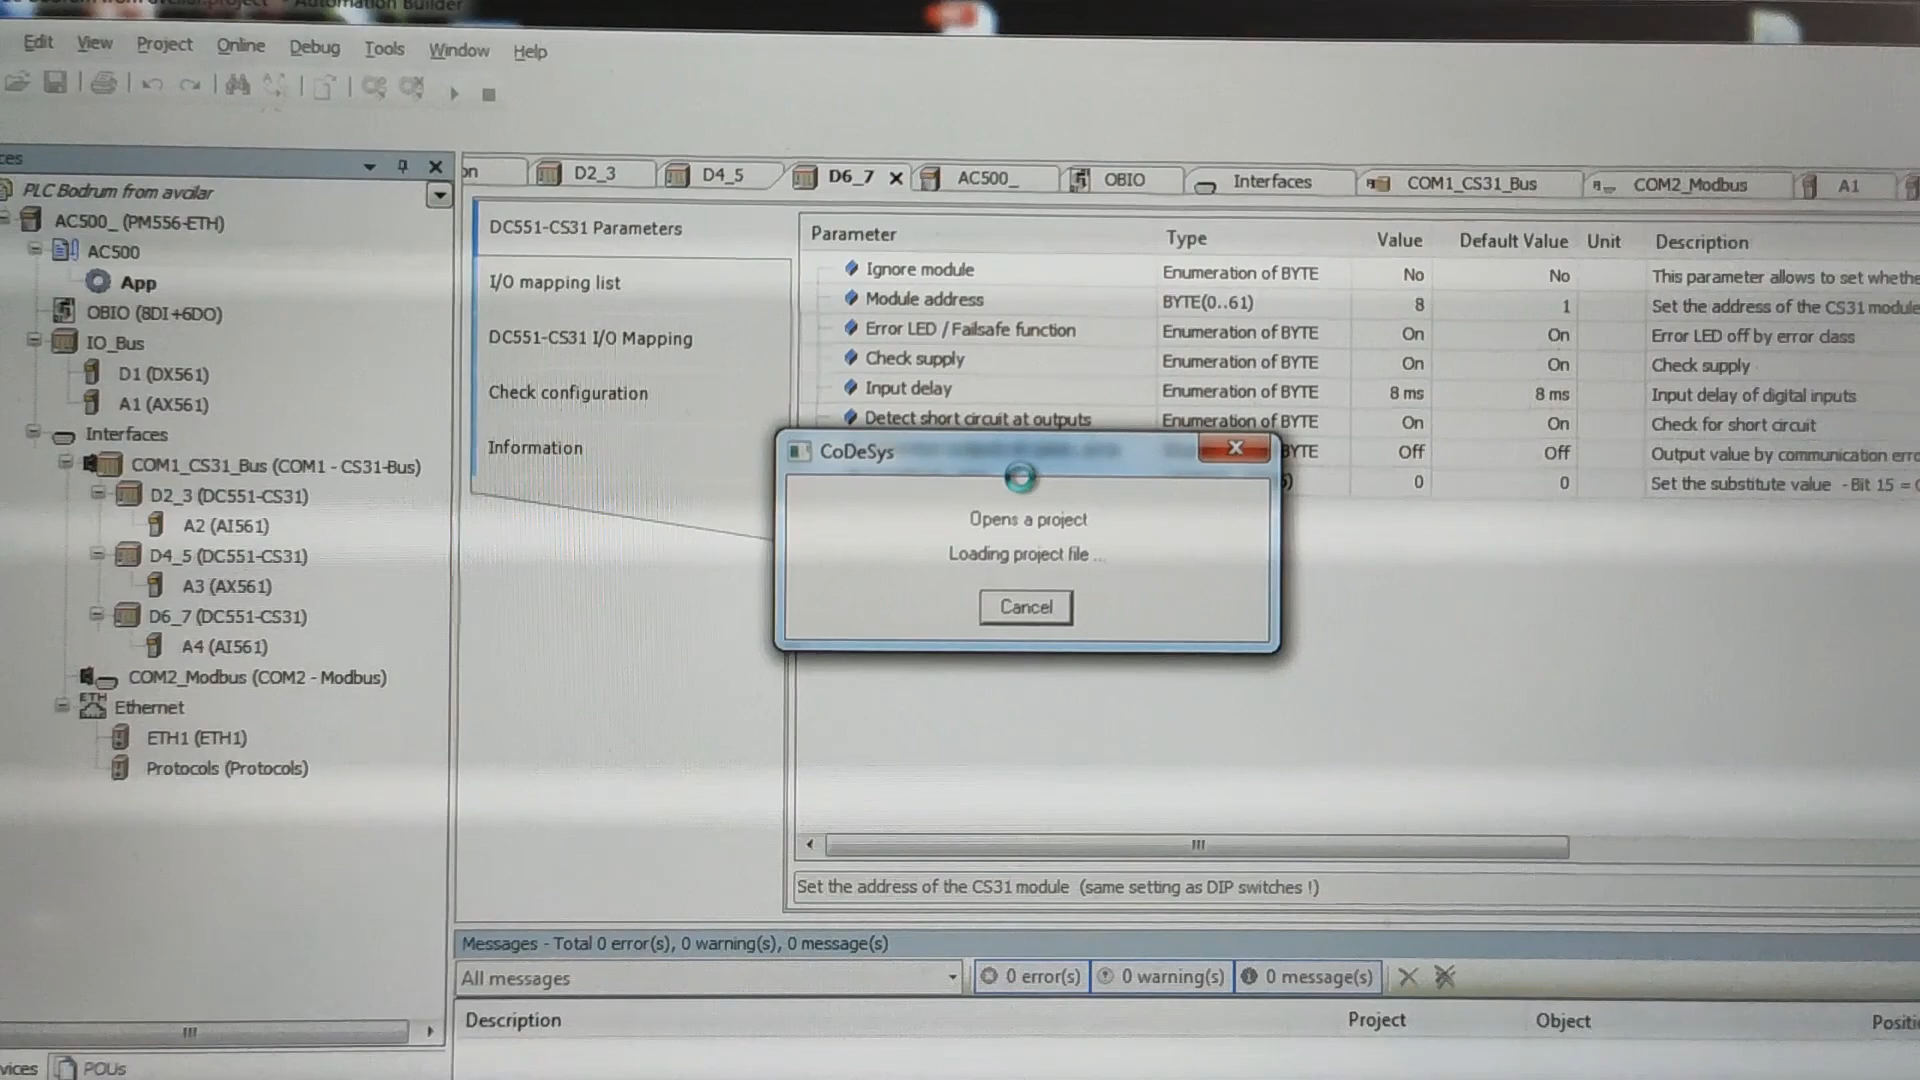 Automation Builder
Edit View Project Online Debug Tools Window Help
PLC Bodrum from avcilar
AC500_ (PM556-ETH)
AC500
App
OBIO (8DI+6DO)
IO_Bus
D1 (DX561)
A1 (AX561)
Interfaces
COM1_CS31_Bus (COM1 - CS31-Bus)
D2_3 (DC551-CS31)
A2 (AI561)
D4_5 (DC551-CS31)
A3 (AX561)
D6_7 (DC551-CS31)
A4 (AI561)
COM2_Modbus (COM2 - Modbus)
ETH
Ethernet
ETH1 (ETH1)
Protocols (Protocols)
POUs
D2_3 D4_5 D6_7 AC500_ OBIO Interfaces COM1_CS31_Bus COM2_Modbus A1
DC551-CS31 Parameters
I/O mapping list
DC551-CS31 I/O Mapping
Check configuration
Information
Parameter Type Value Default Value Unit Description
Ignore module Enumeration of BYTE No No This parameter allows to set
Module address BYTE(0..61) 8 1 Set the address of the CS31 module
Error LED / Failsafe function Enumeration of BYTE On On Error LED off by error class
Check supply Enumeration of BYTE On On Check supply
Input delay Enumeration of BYTE 8 ms 8 ms Input delay of digital inputs
Detect short circuit at outputs Enumeration of BYTE On On Check for short circuit
BYTE Off Off Output value by communication
0 0 Set the substitute value - Bit 15 =
CoDeSys
Opens a project
Loading project file ...
Cancel
Set the address of the CS31 module (same setting as DIP switches !)
Messages - Total 0 error(s), 0 warning(s), 0 message(s)
All messages 0 error(s) 0 warning(s) 0 message(s)
Description Project Object